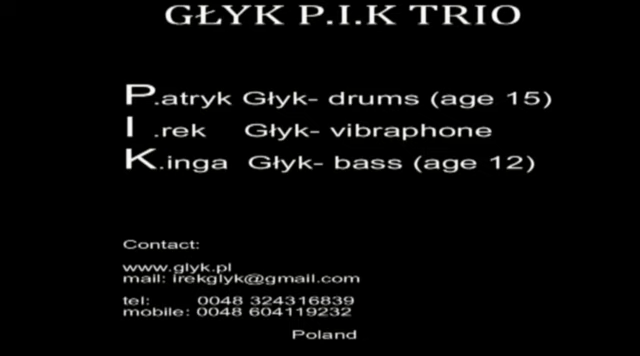 GŁYK P.I.K TRIO
P.atryk Głyk- drums (age 15)
I .rek Głyk- vibraphone
K.inga Głyk- bass (age 12)
Contact:
www.glyk.pl
mail: irekglyk@gmail.com
tel: 0048 324316839
mobile: 0048 604119232
Poland